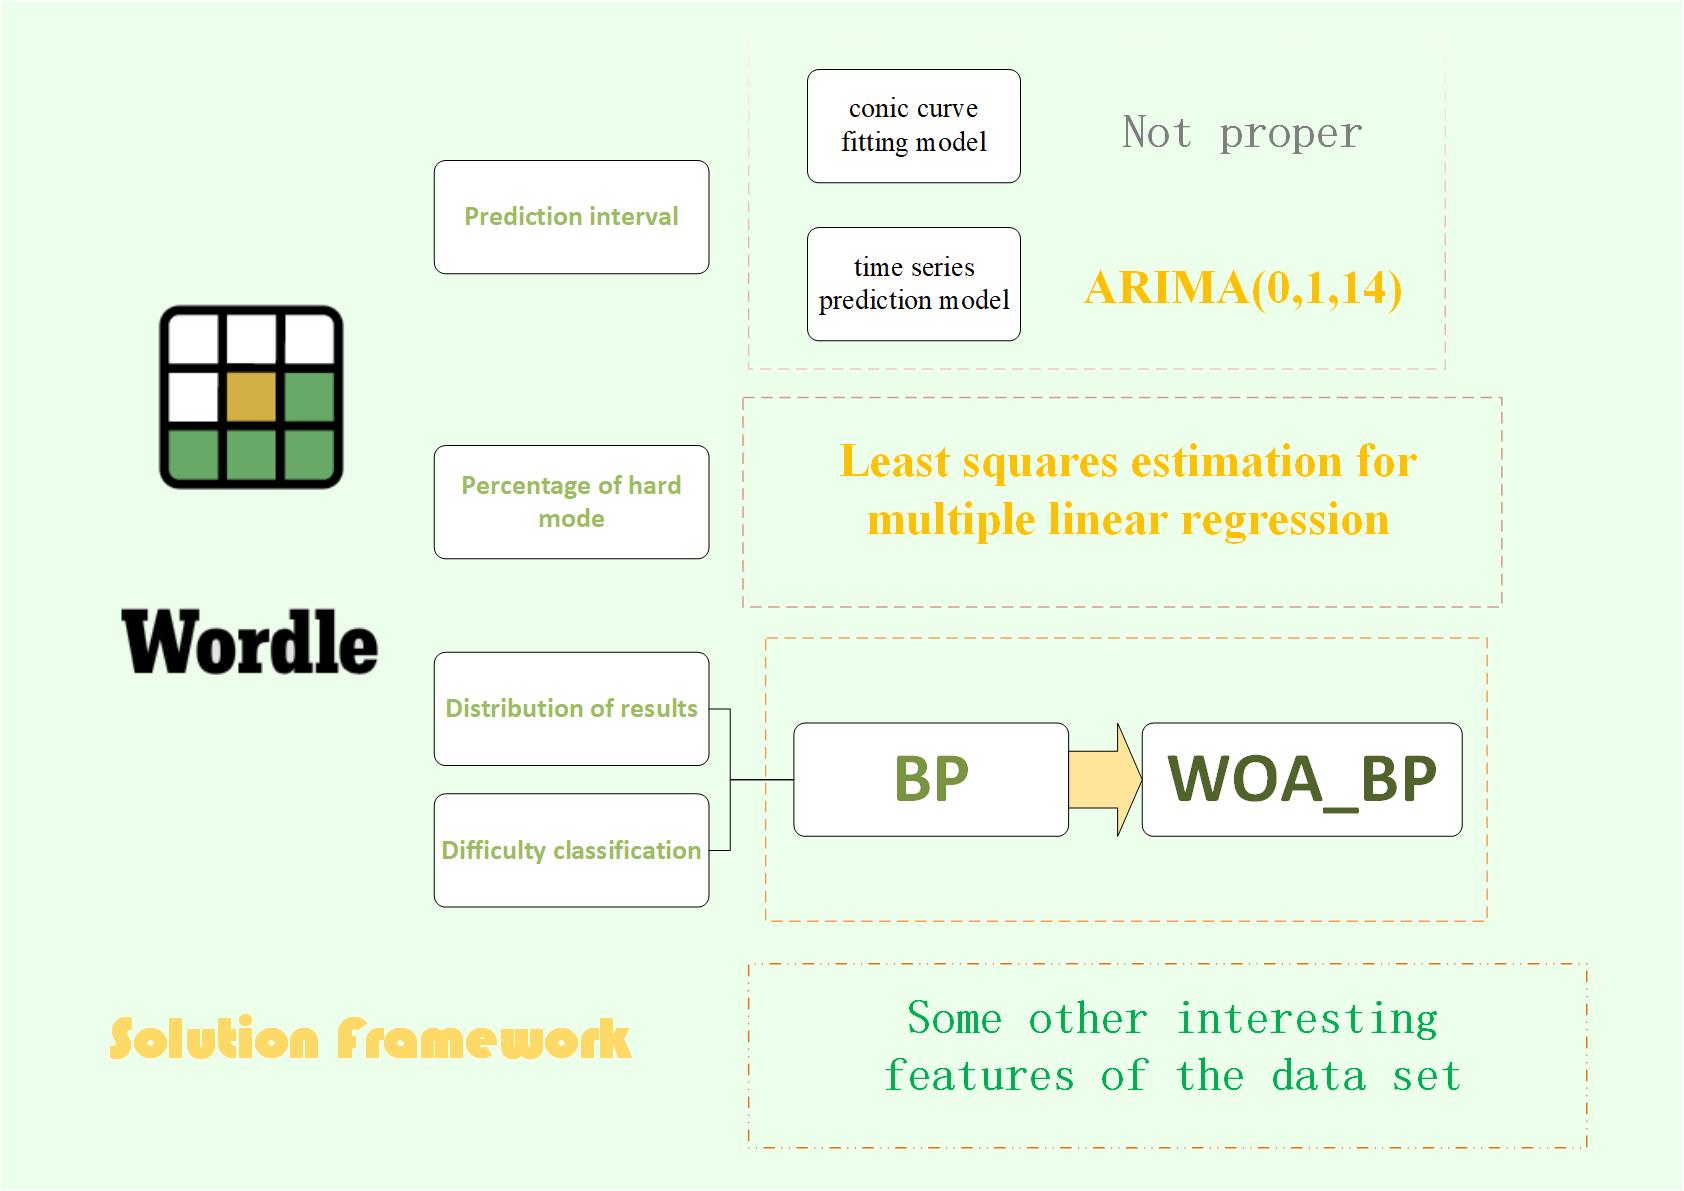 conic curve
fitting model
Not proper
Prediction interval
time series
prediction model
ARIMA(0,1,14)
Least squares estimation for
multiple linear regression
Percentage of hard
mode
Wordle
Distribution of results
BP
WOA_BP
Difficulty classification
Solution Framework
Some other interesting
features of the data set